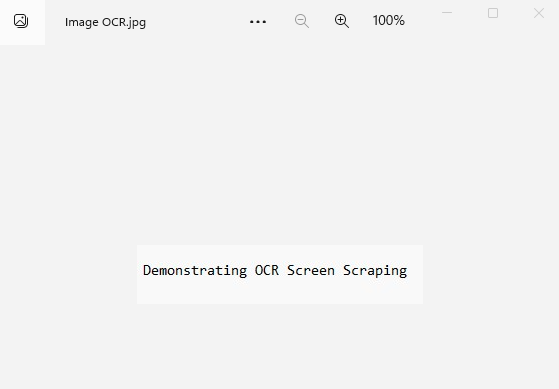 Image OCR.jpg
100%
Demonstrating OCR Screen Scraping